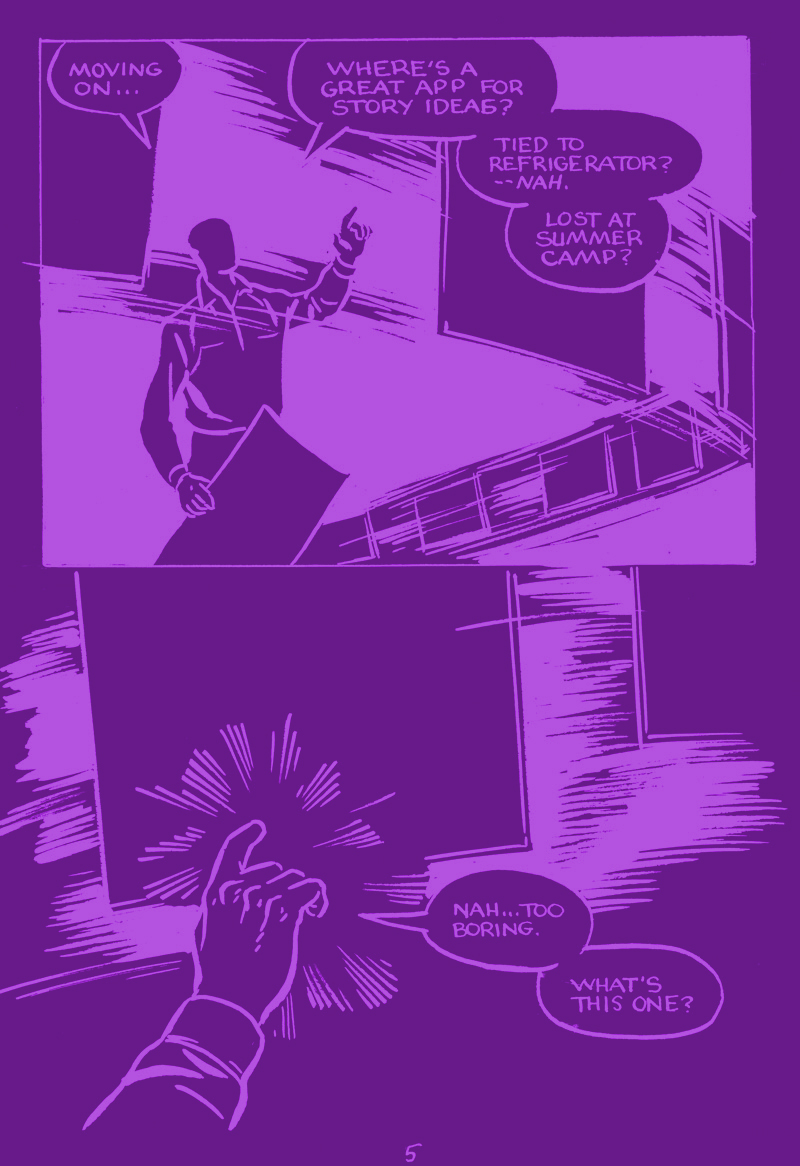 MOVING
ON...
WHERE'S A
GREAT APP FOR
STORY IDEAS?
TIED TO
REFRIGERATOR?
--NAH.
LOST AT
SUMMER
CAMP?
NAH...TOO
BORING.
WHAT'S
THIS ONE?
5